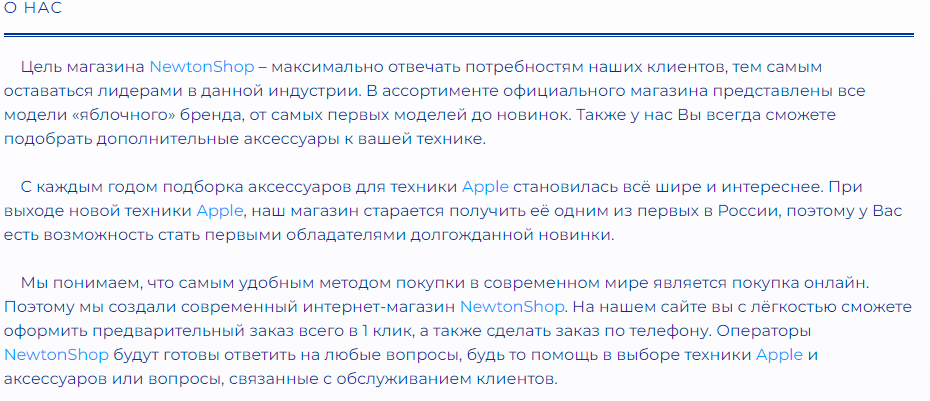 О НАС
Цель магазина NewtonShop – максимально отвечать потребностям наших клиентов, тем самым
оставаться лидерами в данной индустрии. В ассортименте официального магазина представлены все
модели «яблочного» бренда, от самых первых моделей до новинок. Также у нас Вы всегда сможете
подобрать дополнительные аксессуары к вашей технике.
С каждым годом подборка аксессуаров для техники Apple становилась всё шире и интереснее. При
выходе новой техники Apple, наш магазин старается получить её одним из первых в России, поэтому у Вас
есть возможность стать первыми обладателями долгожданной новинки.
Мы понимаем, что самым удобным методом покупки в современном мире является покупка онлайн.
Поэтому мы создали современный интернет-магазин NewtonShop. На нашем сайте вы с лёгкостью сможете
оформить предварительный заказ всего в 1 клик, а также сделать заказ по телефону. Операторы
NewtonShop будут готовы ответить на любые вопросы, будь то помощь в выборе техники Apple и
аксессуаров или вопросы, связанные с обслуживанием клиентов.